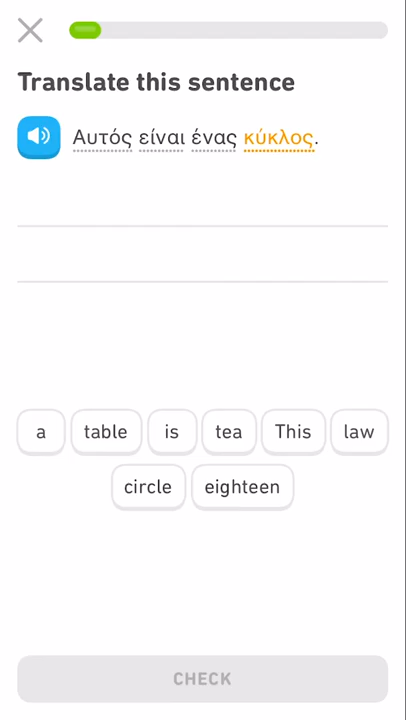 Translate this sentence
Αυτός είναι ένας κύκλος.
a table is tea This law
circle eighteen
CHECK